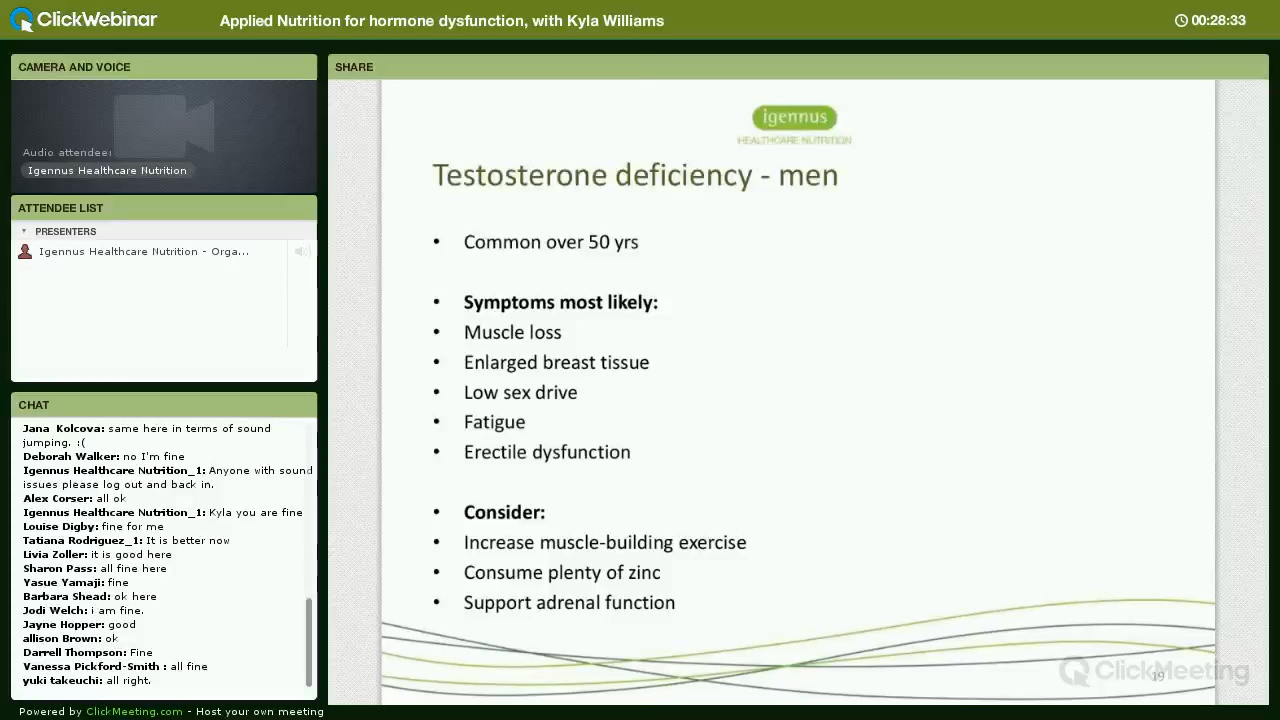 ClickWebinar
Applied Nutrition for hormone dysfunction, with Kyla Williams
00:28:33
CAMERA AND VOICE
Audio attendee:
Igennus Healthcare Nutrition
ATTENDEE LIST
PRESENTERS
Igennus Healthcare Nutrition - Orga...
CHAT
Jana Kolcova: same here in terms of sound
jumping. :(
Deborah Walker: no I'm fine
Igennus Healthcare Nutrition_1: Anyone with sound
issues please log out and back in.
Alex Corser: all ok
Igennus Healthcare Nutrition_1: Kyla you are fine
Louise Digby: fine for me
Tatiana Rodriguez_1: It is better now
Livia Zoller: it is good here
Sharon Pass: all fine here
Yasue Yamaji: fine
Barbara Shead: ok here
Jodi Welch: i am fine.
Jayne Hopper: good
allison Brown: ok
Darrell Thompson: Fine
Vanessa Pickford-Smith : all fine
yuki takeuchi: all right.
Powered by ClickMeeting.com - Host your own meeting
SHARE
igennus
HEALTHCARE NUTRITION
Testosterone deficiency - men
• Common over 50 yrs
• Symptoms most likely:
• Muscle loss
• Enlarged breast tissue
• Low sex drive
• Fatigue
• Erectile dysfunction
• Consider:
• Increase muscle-building exercise
• Consume plenty of zinc
• Support adrenal function
ClickMeeting
19